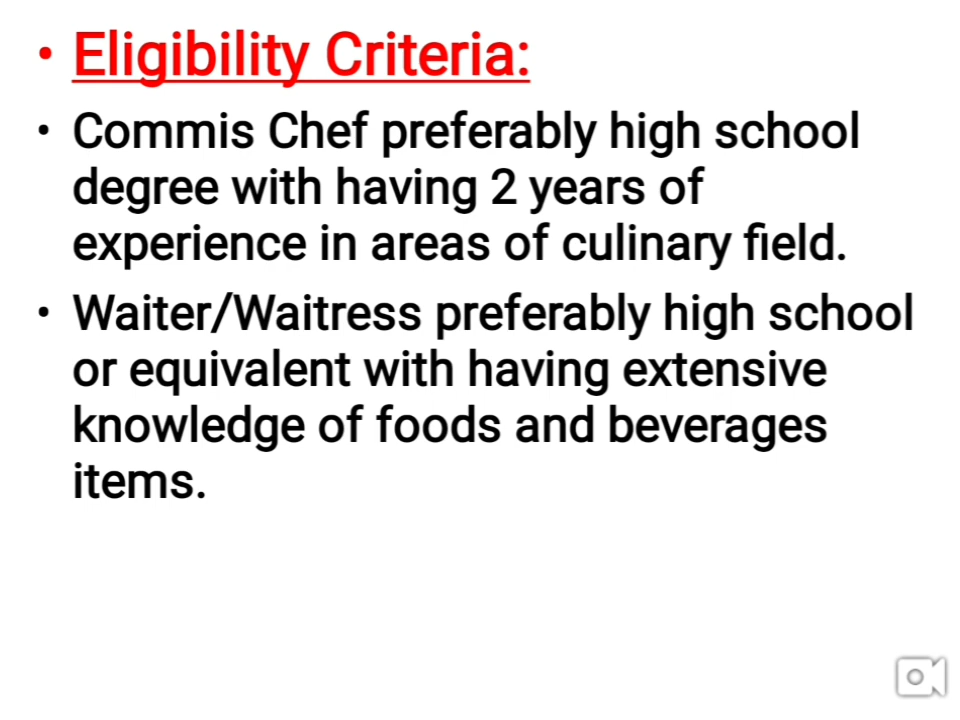 • Eligibility Criteria:
• Commis Chef preferably high school
degree with having 2 years of
experience in areas of culinary field.
• Waiter/Waitress preferably high school
or equivalent with having extensive
knowledge of foods and beverages
items.